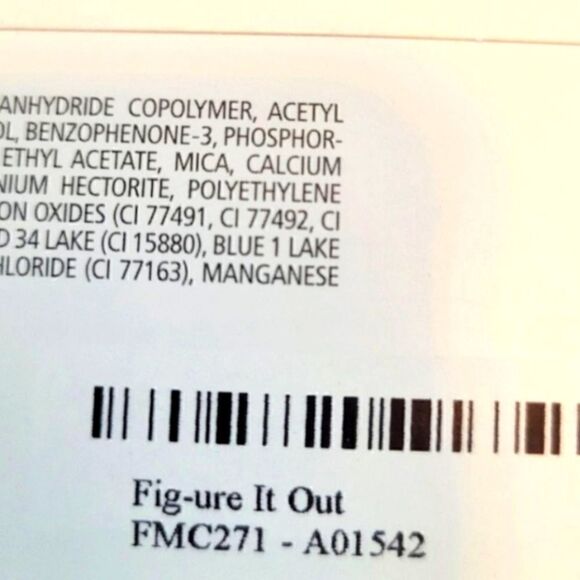 ANHYDRIDE COPOLYMER, ACETYL
OL, BENZOPHENONE-3, PHOSPHOR-
ETHYL ACETATE, MICA, CALCIUM
NIUM HECTORITE, POLYETHYLENE
ON OXIDES (CI 77491, CI 77492, CI
D 34 LAKE (CI 15880), BLUE 1 LAKE
HLORIDE (CI 77163), MANGANESE
Fig-ure It Out
FMC271 - A01542